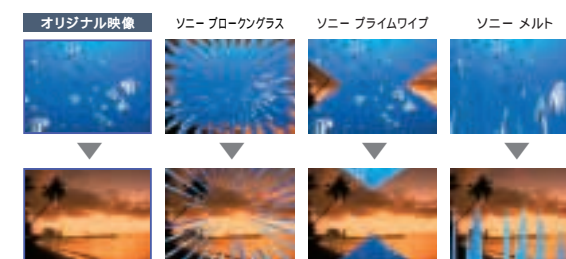 オリジナル映像
ソニー ブロークングラス
ソニー プライムワイプ
ソニー メルト